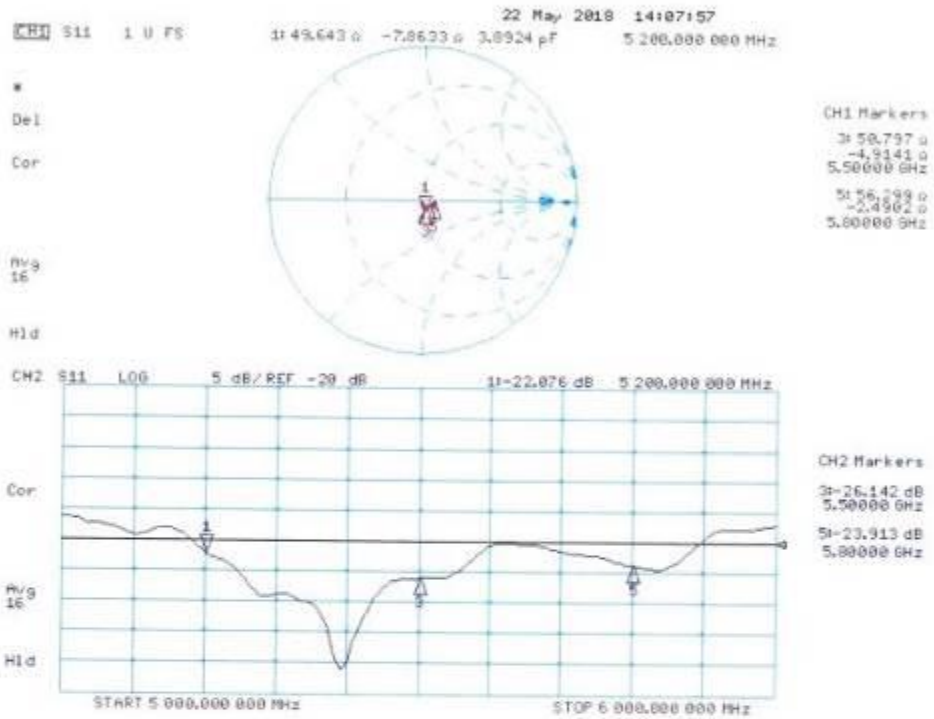 22 May 2018 14:07:57
CH1 S11 1 U FS 1: 49.643 Ω -7.8633 Ω 3.8924 pF 5 200.000 000 MHz
*
Del
Cor
Avg
16
Hld
CH1 Markers
3: 50.797 Ω
-4.9141 Ω
5.50000 GHz
5: 56.299 Ω
-2.4902 Ω
5.80000 GHz
1
CH2 S11 LOG 5 dB/REF -20 dB 1:-22.076 dB 5 200.000 000 MHz
Cor
Avg
16
Hld
CH2 Markers
3:-26.142 dB
5.50000 GHz
5:-23.913 dB
5.80000 GHz
1
3
5
START 5 000.000 000 MHz STOP 6 000.000 000 MHz